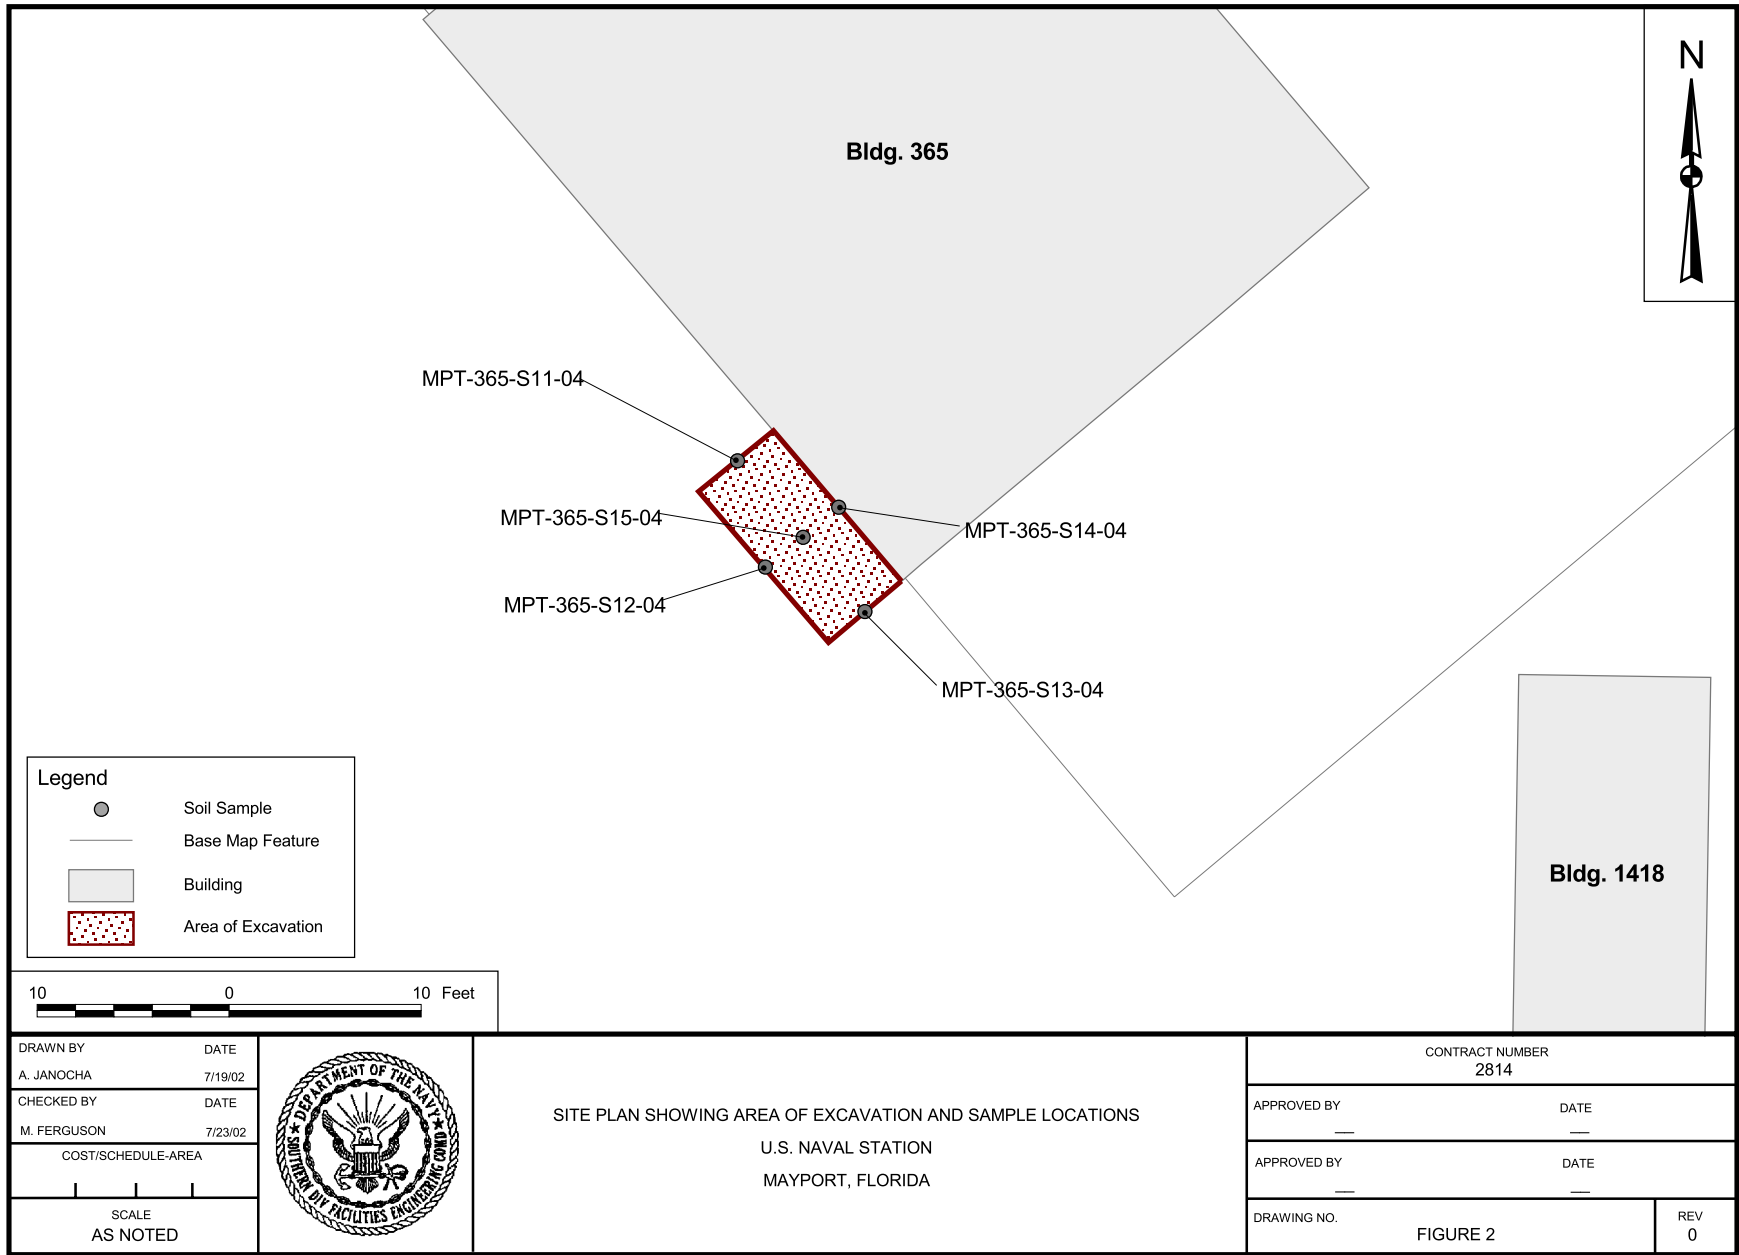 N
Bldg. 365
MPT-365-S11-04
MPT-365-S15-04
MPT-365-S14-04
MPT-365-S12-04
MPT-365-S13-04
Bldg. 1418
Legend
Soil Sample
Base Map Feature
Building
Area of Excavation
10 0 10 Feet
DRAWN BY DATE
A. JANOCHA 7/19/02
CHECKED BY DATE
M. FERGUSON 7/23/02
COST/SCHEDULE-AREA
SCALE
AS NOTED
DEPARTMENT OF THE NAVY
SOUTHERN DIV FACILITIES ENGINEERING COMD
SITE PLAN SHOWING AREA OF EXCAVATION AND SAMPLE LOCATIONS
U.S. NAVAL STATION
MAYPORT, FLORIDA
CONTRACT NUMBER
2814
APPROVED BY DATE
APPROVED BY DATE
DRAWING NO.
FIGURE 2
REV
0